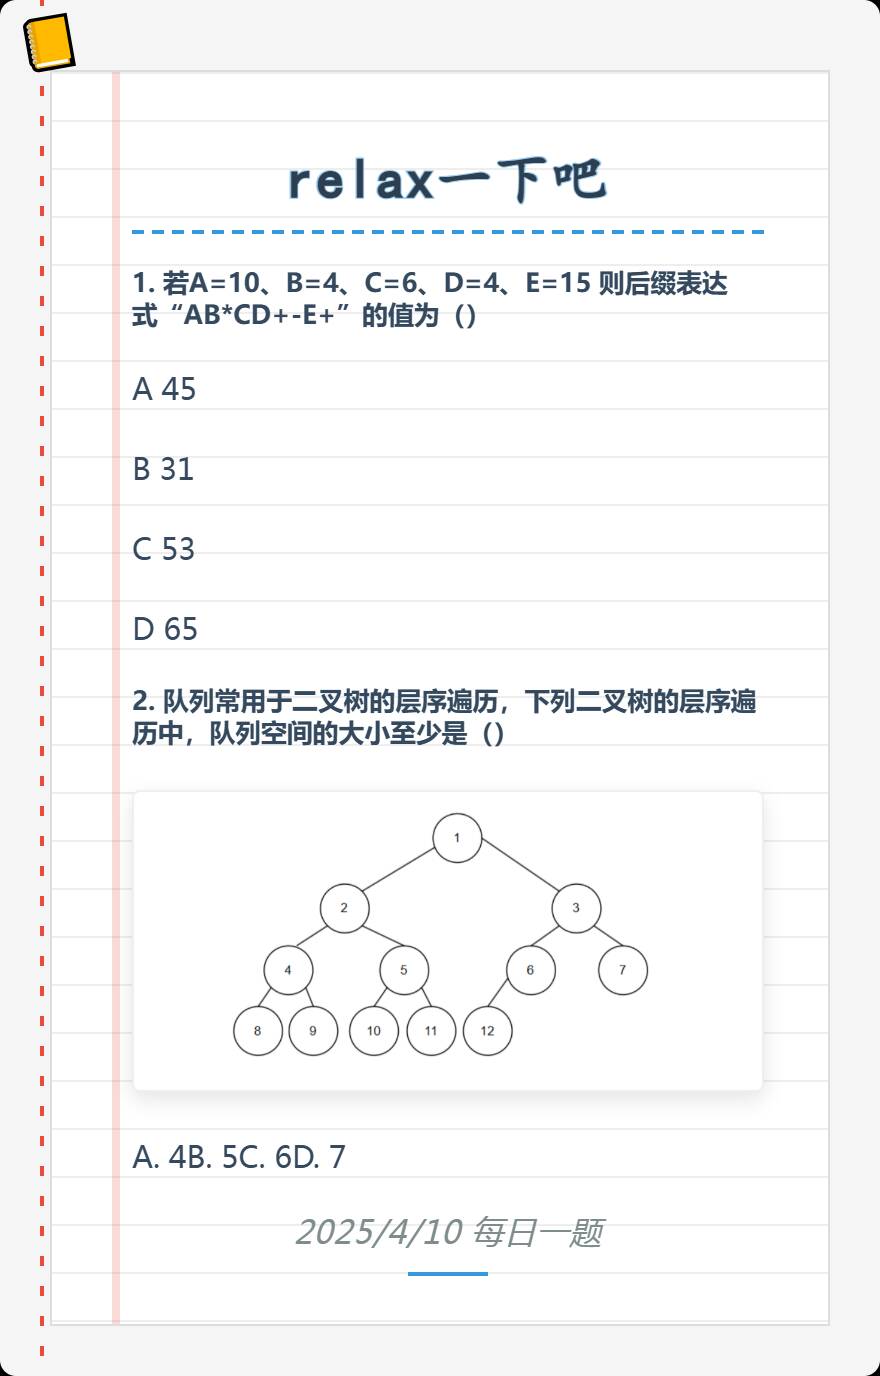 relax一下吧
1. 若A=10、B=4、C=6、D=4、E=15 则后缀表达
式“AB*CD+-E+”的值为（）
A 45
B 31
C 53
D 65
2. 队列常用于二叉树的层序遍历，下列二叉树的层序遍
历中，队列空间的大小至少是（）
1
2 3
4 5 6 7
8 9 10 11 12
A. 4B. 5C. 6D. 7
2025/4/10 每日一题